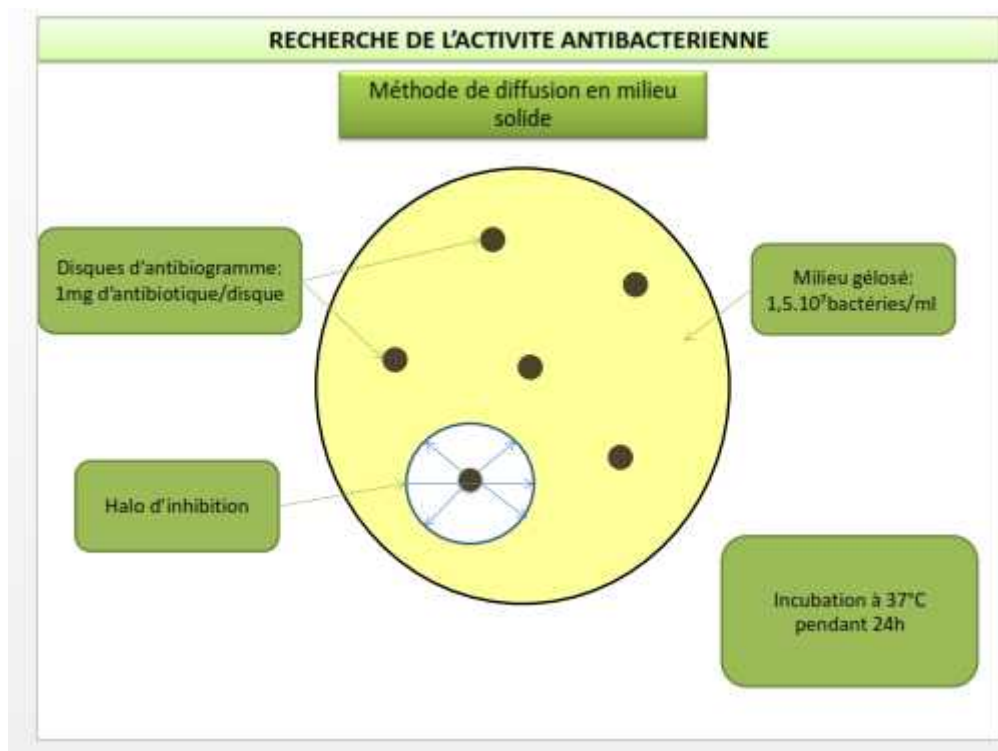 RECHERCHE DE L'ACTIVITE ANTIBACTERIENNE
Méthode de diffusion en milieu
solide
Disques d'antibiogramme:
1mg d'antibiotique/disque
Milieu gélosé:
1,5.10⁷bactéries/ml
Halo d'inhibition
Incubation à 37°C
pendant 24h